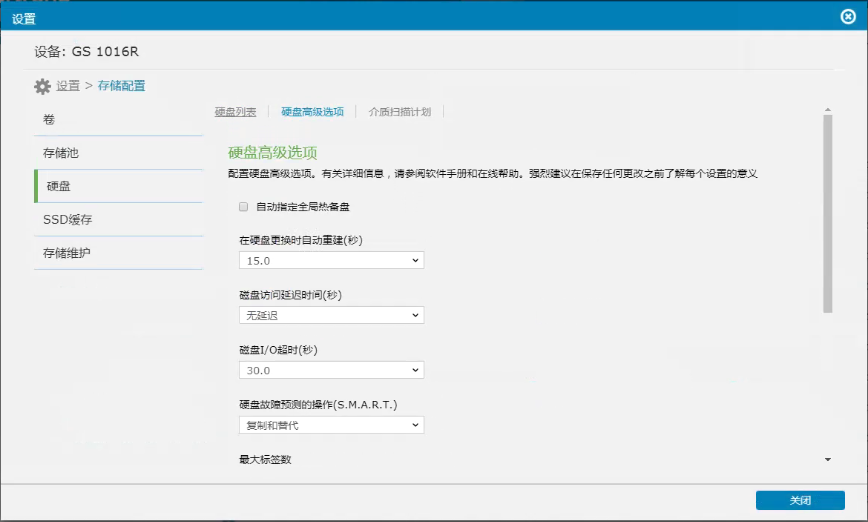 设置
设备: GS 1016R
设置 > 存储配置
卷
存储池
硬盘
SSD缓存
存储维护
硬盘列表
硬盘高级选项
介质扫描计划
硬盘高级选项
配置硬盘高级选项。有关详细信息，请参阅软件手册和在线帮助。强烈建议在保存任何更改之前了解每个设置的意义
自动指定全局热备盘
在硬盘更换时自动重建(秒)
15.0
磁盘访问延迟时间(秒)
无延迟
磁盘I/O超时(秒)
30.0
硬盘故障预测的操作(S.M.A.R.T.)
复制和替代
最大标签数
关闭